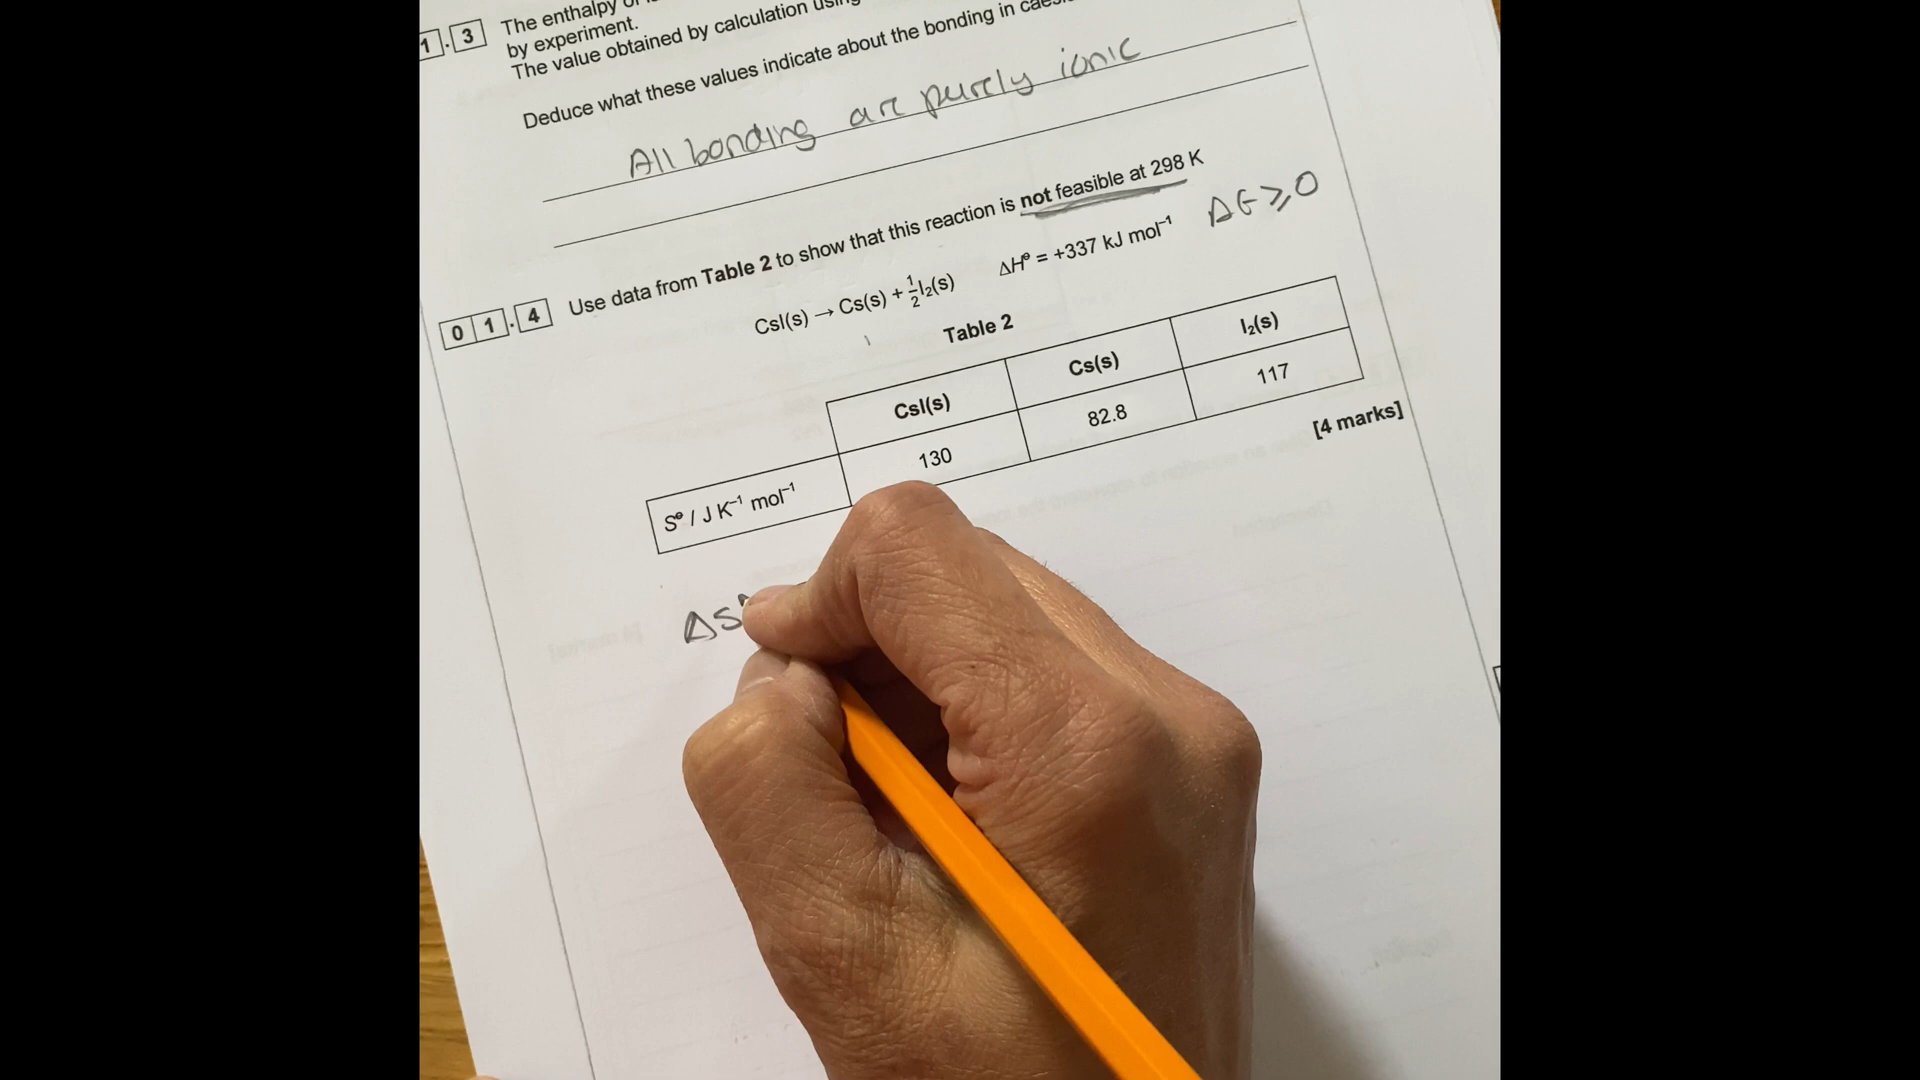 1.3 The enthalpy of
by experiment.
The value obtained by calculation using
Deduce what these values indicate about the bonding in
All bonding are purely ionic
01.4 Use data from Table 2 to show that this reaction is not feasible at 298 K
CsI(s) → Cs(s) + ½I₂(s) ΔH⦵ = +337 kJ mol⁻¹ ΔG ⩾ 0
Table 2
CsI(s) Cs(s) I₂(s)
S⦵ / J K⁻¹ mol⁻¹ 130 82.8 117
[4 marks]
ΔS